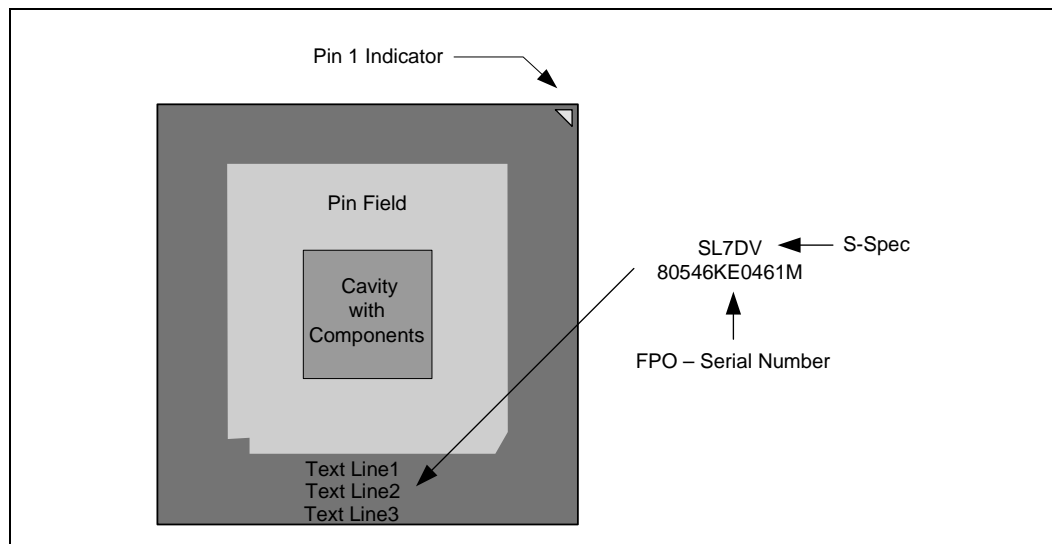 Pin 1 Indicator
Pin Field
Cavity
with
Components
SL7DV
S-Spec
80546KE0461M
FPO – Serial Number
Text Line1
Text Line2
Text Line3